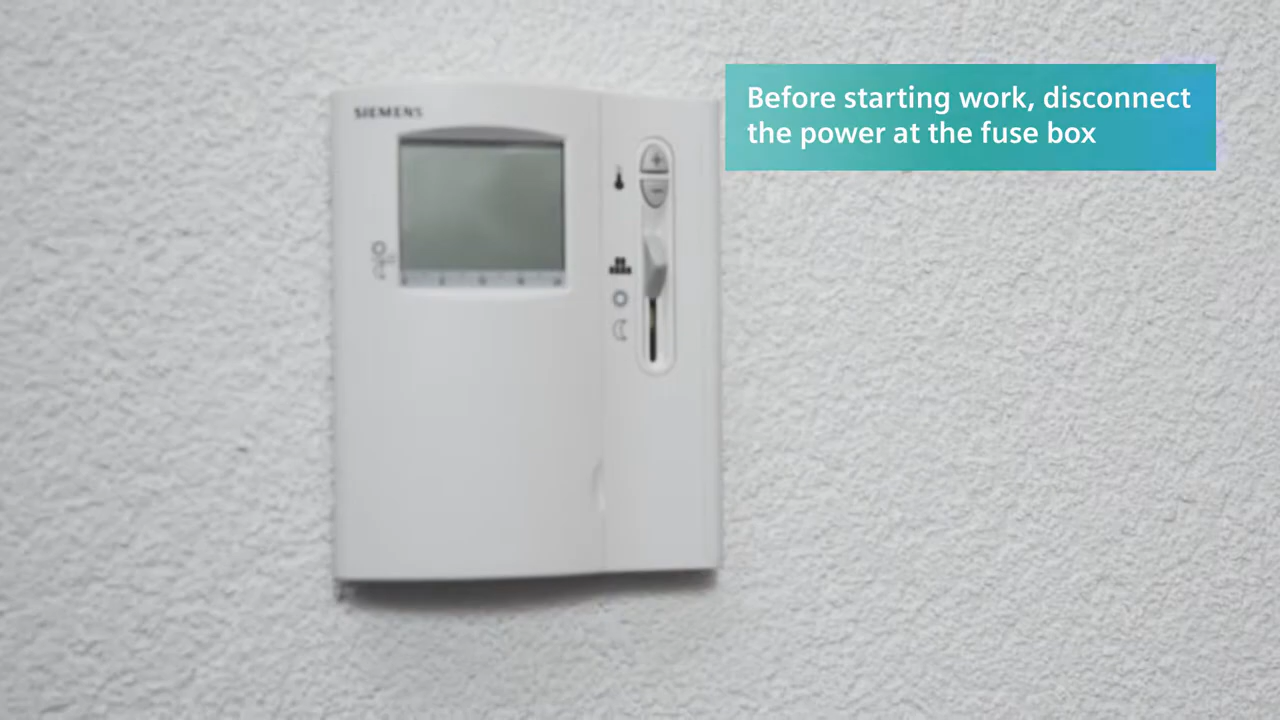 SIEMENS
Before starting work, disconnect
the power at the fuse box